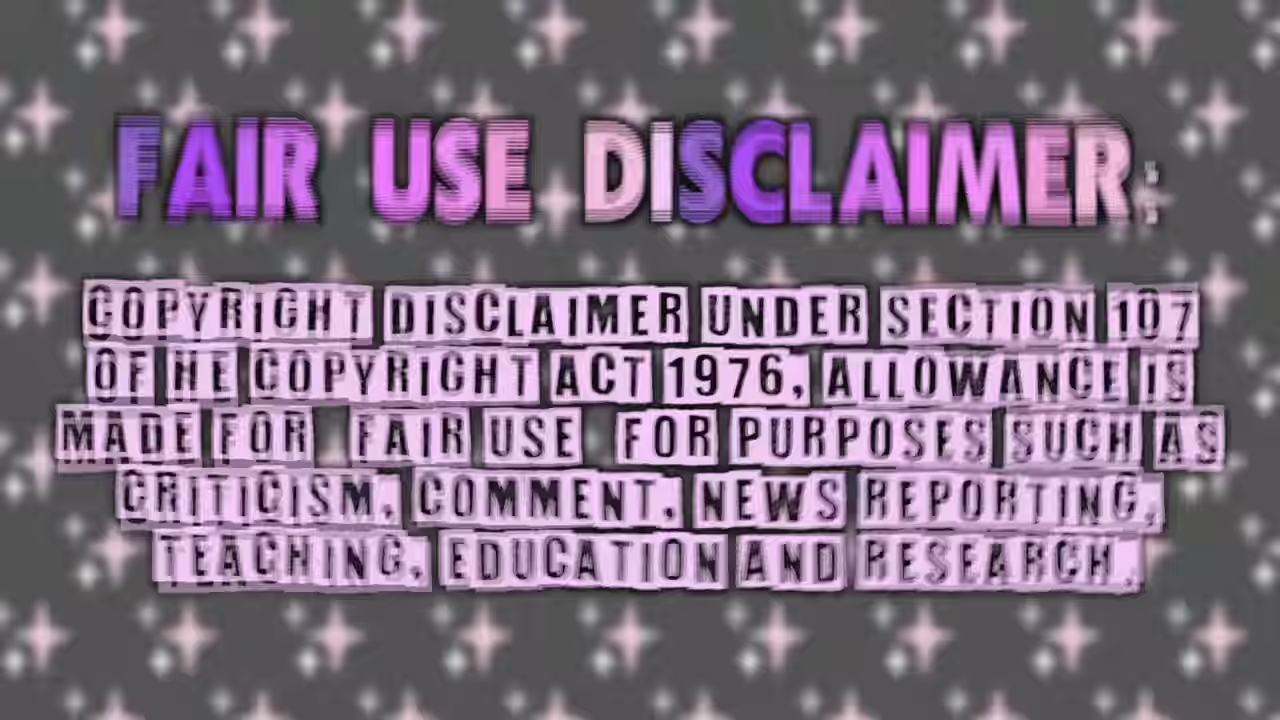 FAIR USE DISCLAIMER:
COPYRIGHT DISCLAIMER UNDER SECTION 107
OF HE COPYRIGHT ACT 1976, ALLOWANCE IS
MADE FOR FAIR USE FOR PURPOSES SUCH AS
CRITICISM, COMMENT, NEWS REPORTING,
TEACHING, EDUCATION AND RESEARCH.